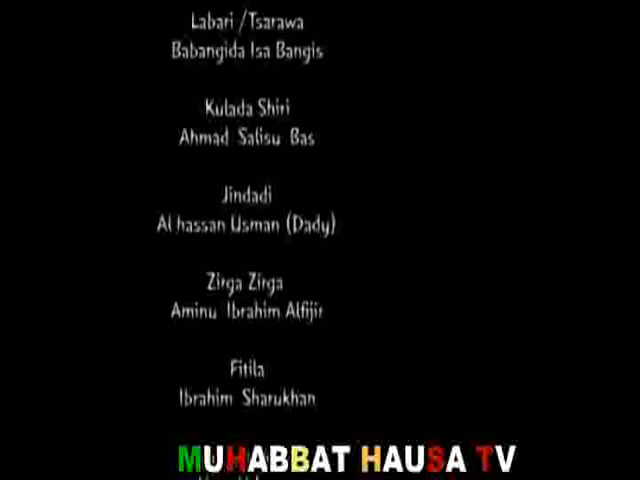 Labari /Tsarawa
Babangida Isa Bangis
Kulada Shiri
Ahmad Salisu Bas
Jindadi
Al hassan Usman (Dady)
Zirga Zirga
Aminu Ibrahim Alfijir
Fitila
Ibrahim Sharukhan
MUHABBAT HAUSA TV